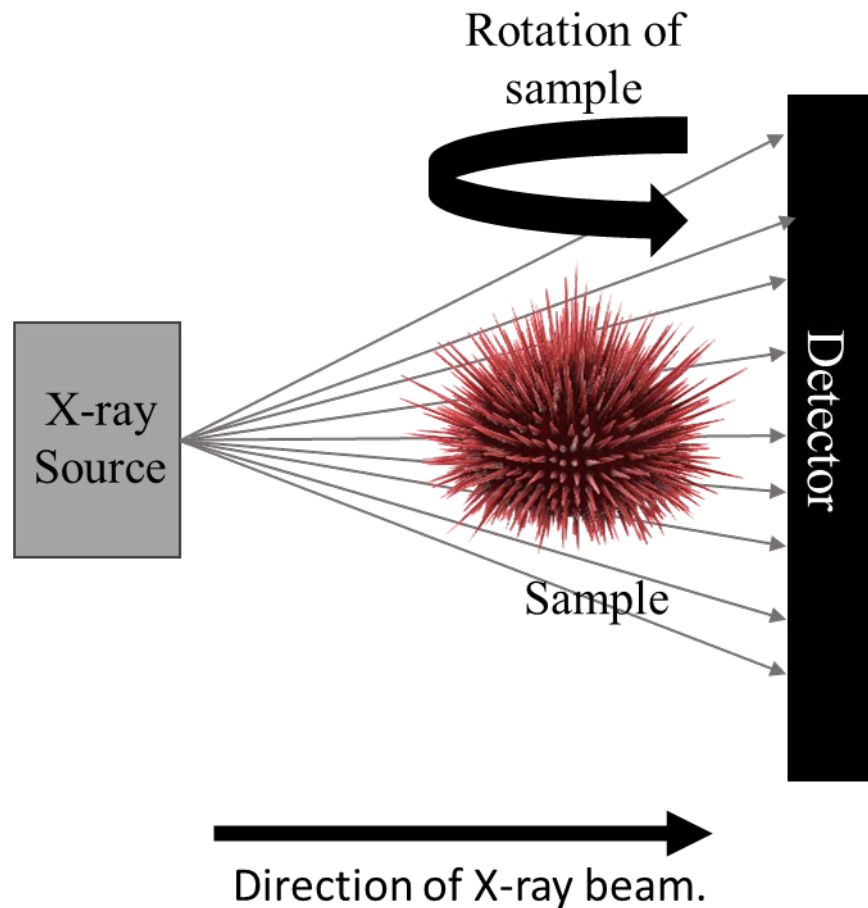 Rotation of
sample
X-ray
Source
Detector
Sample
Direction of X-ray beam.